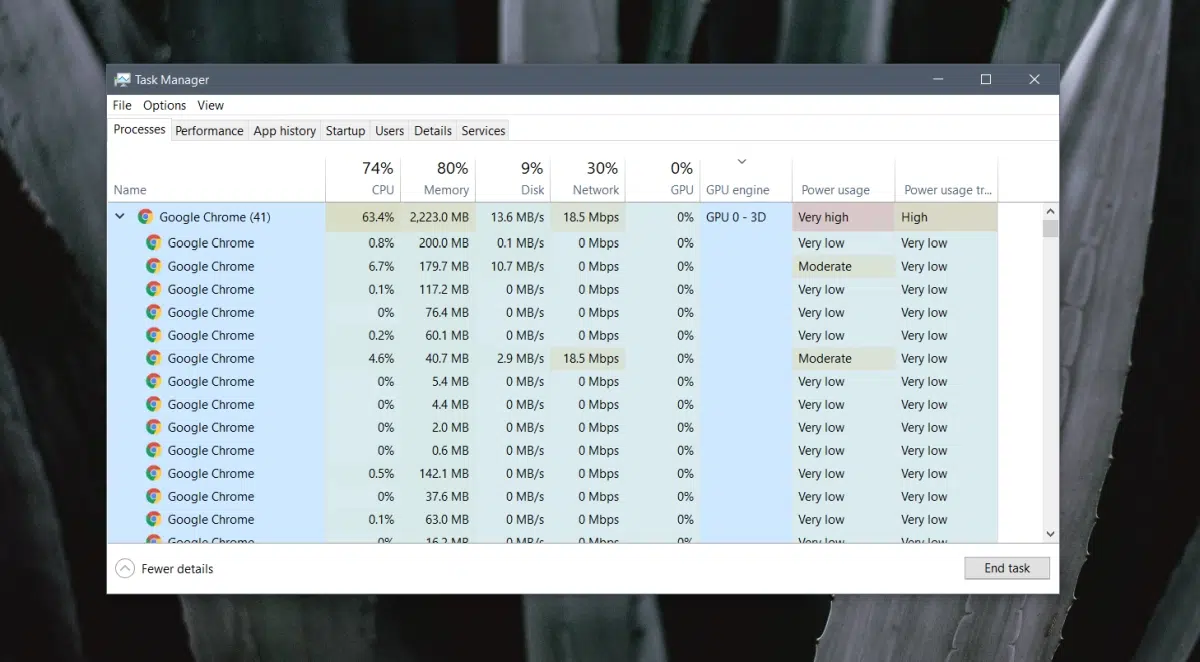 Task Manager
File Options View
Processes Performance App history Startup Users Details Services
74% 80% 9% 30% 0%
Name CPU Memory Disk Network GPU GPU engine Power usage Power usage tr...
Google Chrome (41) 63.4% 2,223.0 MB 13.6 MB/s 18.5 Mbps 0% GPU 0 - 3D Very high High
Google Chrome 0.8% 200.0 MB 0.1 MB/s 0 Mbps 0% Very low Very low
Google Chrome 6.7% 179.7 MB 10.7 MB/s 0 Mbps 0% Moderate Very low
Google Chrome 0.1% 117.2 MB 0 MB/s 0 Mbps 0% Very low Very low
Google Chrome 0% 76.4 MB 0 MB/s 0 Mbps 0% Very low Very low
Google Chrome 0.2% 60.1 MB 0 MB/s 0 Mbps 0% Very low Very low
Google Chrome 4.6% 40.7 MB 2.9 MB/s 18.5 Mbps 0% Moderate Very low
Google Chrome 0% 5.4 MB 0 MB/s 0 Mbps 0% Very low Very low
Google Chrome 0% 4.4 MB 0 MB/s 0 Mbps 0% Very low Very low
Google Chrome 0% 2.0 MB 0 MB/s 0 Mbps 0% Very low Very low
Google Chrome 0% 0.6 MB 0 MB/s 0 Mbps 0% Very low Very low
Google Chrome 0.5% 142.1 MB 0 MB/s 0 Mbps 0% Very low Very low
Google Chrome 0% 37.6 MB 0 MB/s 0 Mbps 0% Very low Very low
Google Chrome 0.1% 63.0 MB 0 MB/s 0 Mbps 0% Very low Very low
Google Chrome 0% 16.2 MB 0 MB/s 0 Mbps 0% Very low Very low
Fewer details End task